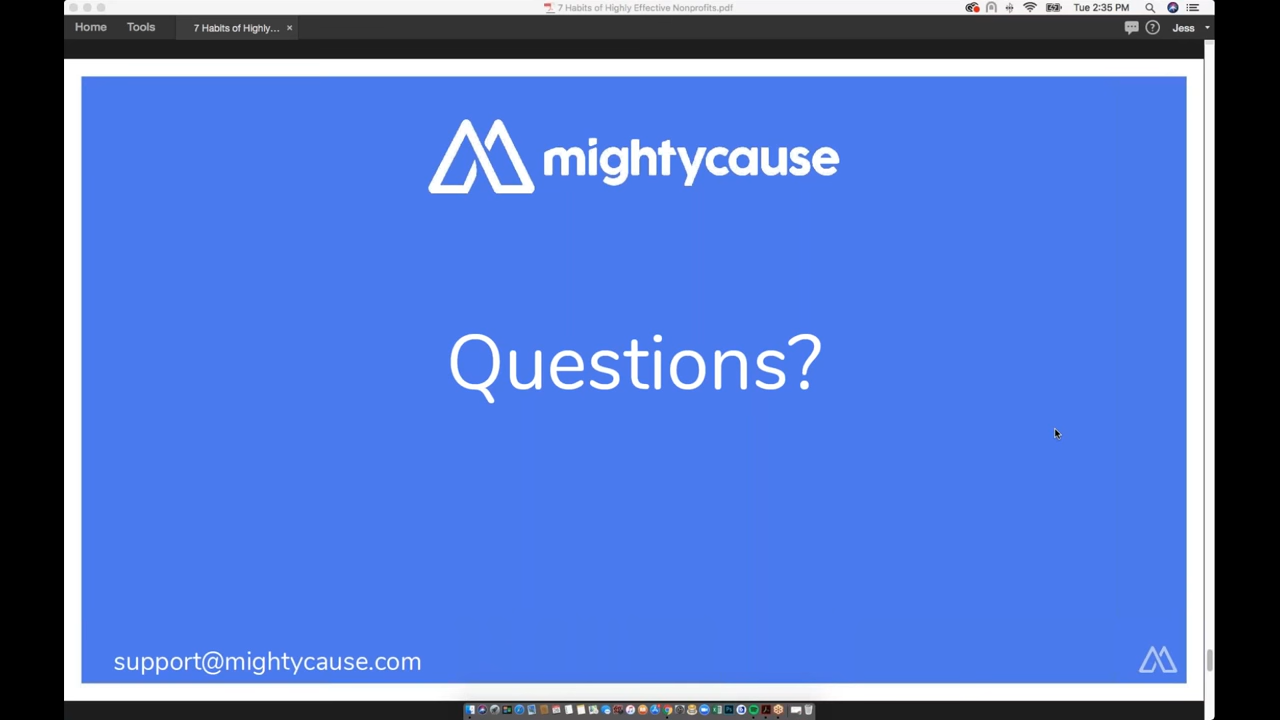 7 Habits of Highly Effective Nonprofits.pdf
Tue 2:35 PM
Home
Tools
7 Habits of Highly...
Jess
mightycause
Questions?
support@mightycause.com